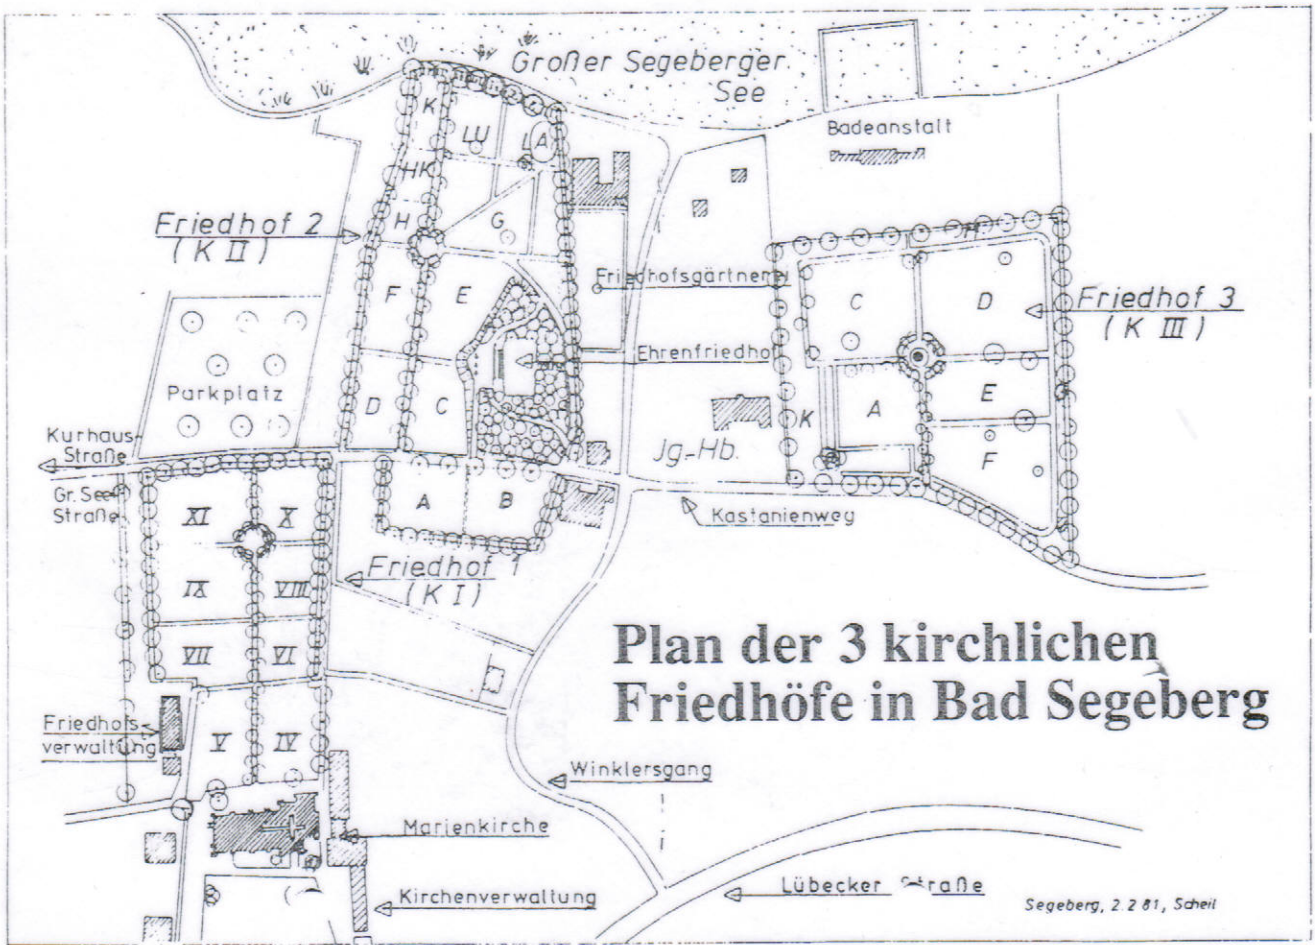 Großer Segeberger
See
Badeanstalt
K
LU
L
A
HK
H
G
Friedhof 2
(K II)
H
Friedhofsgärtnerei
F
E
C
D
Friedhof 3
(K III)
Ehrenfriedhof
Parkplatz
D
C
K
A
E
Kurhaus-
Straße
Jg.-Hb.
F
Gr. See-
Straße
A
B
Kastanienweg
XI
X
Friedhof 1
(K I)
IX
VIII
Plan der 3 kirchlichen
Friedhöfe in Bad Segeberg
VII
VI
Friedhofs-
verwaltung
V
IV
Winklersgang
Marienkirche
Kirchenverwaltung
Lübecker Straße
Segeberg, 2.2 81, Scheil